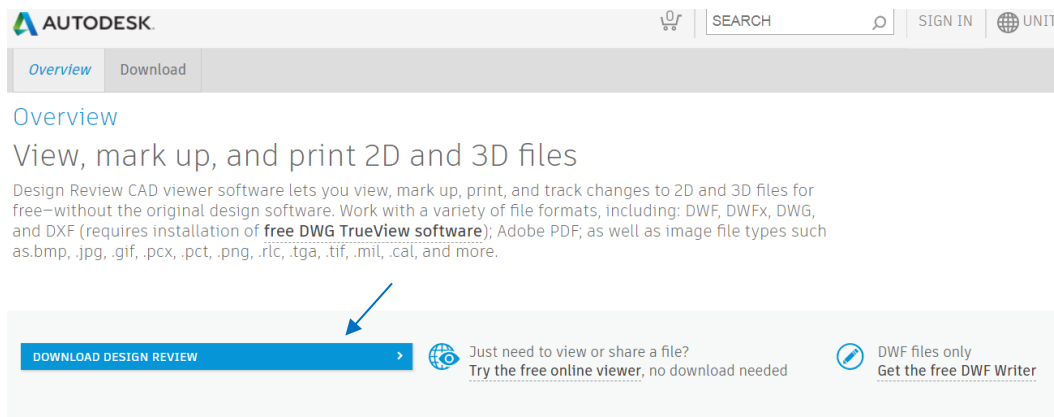 AUTODESK.
0
SEARCH
SIGN IN
UNIT
Overview
Download
Overview
View, mark up, and print 2D and 3D files
Design Review CAD viewer software lets you view, mark up, print, and track changes to 2D and 3D files for
free—without the original design software. Work with a variety of file formats, including: DWF, DWFx, DWG,
and DXF (requires installation of free DWG TrueView software); Adobe PDF; as well as image file types such
as.bmp, .jpg, .gif, .pcx, .pct, .png, .rlc, .tga, .tif, .mil, .cal, and more.
DOWNLOAD DESIGN REVIEW
Just need to view or share a file?
Try the free online viewer, no download needed
DWF files only
Get the free DWF Writer